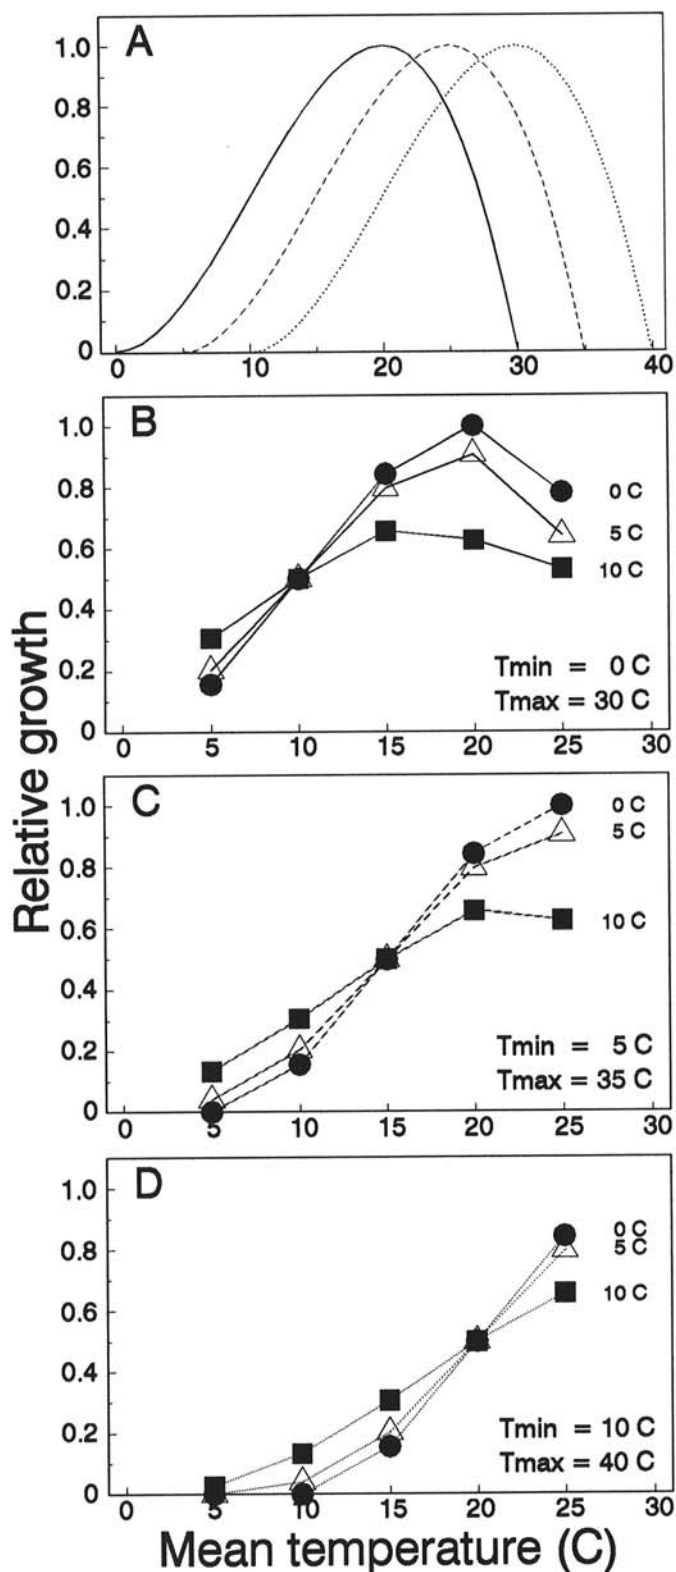 A
1.0
0.8
0.6
0.4
0.2
0
0 10 20 30 40
B
1.0
0.8
0.6
0.4
0.2
0
0 C
5 C
10 C
Tmin = 0 C
Tmax = 30 C
0 5 10 15 20 25 30
Relative growth
C
1.0
0.8
0.6
0.4
0.2
0
0 C
5 C
10 C
Tmin = 5 C
Tmax = 35 C
0 5 10 15 20 25 30
D
1.0
0.8
0.6
0.4
0.2
0
0 C
5 C
10 C
Tmin = 10 C
Tmax = 40 C
0 5 10 15 20 25 30
Mean temperature (C)